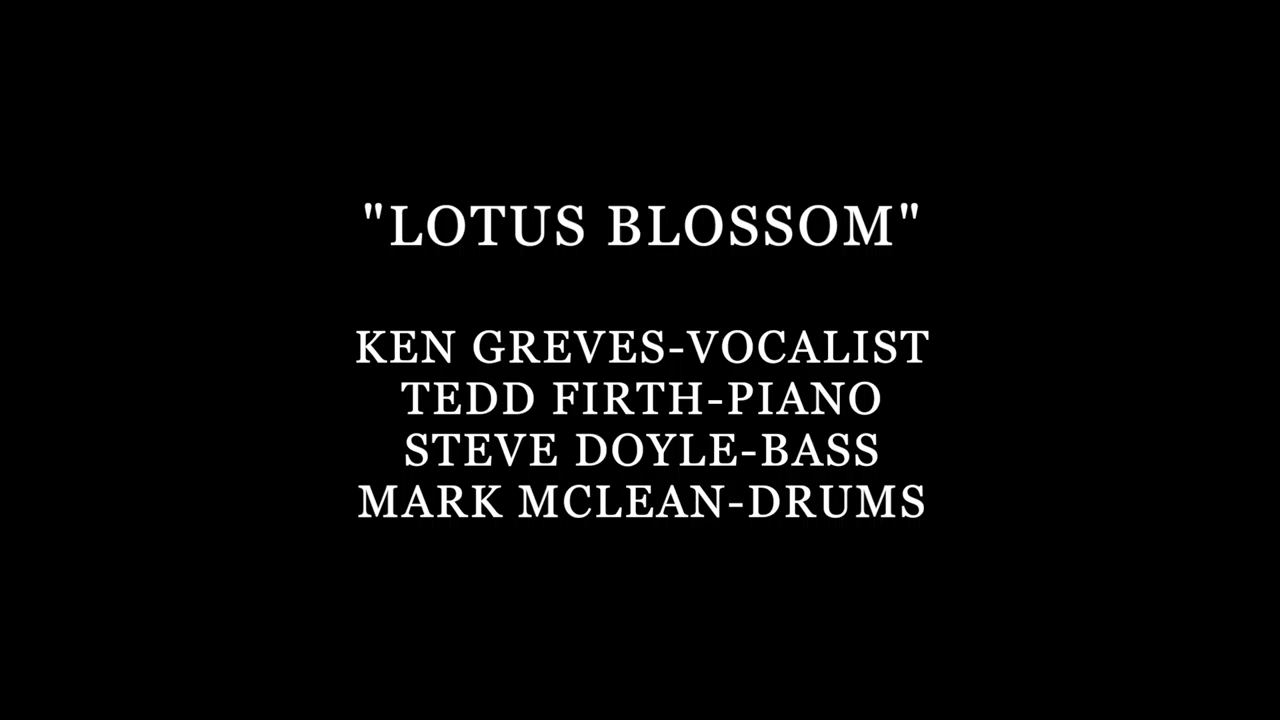 "LOTUS BLOSSOM"
KEN GREVES-VOCALIST
TEDD FIRTH-PIANO
STEVE DOYLE-BASS
MARK MCLEAN-DRUMS